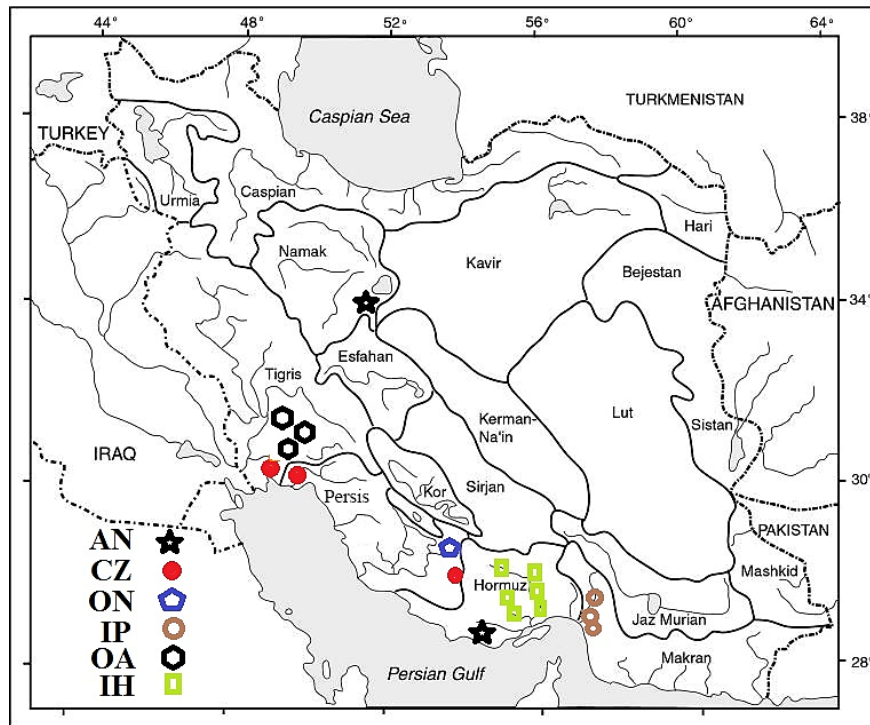 44° 48° 52° 56° 60° 64°
Caspian Sea
TURKMENISTAN
38°
TURKEY
Urmia
Caspian
Hari
Namak
Kavir
Bejestan
34°
AFGHANISTAN
Esfahan
Tigris
Kerman-
Na'in
Lut
Sistan
IRAQ
30°
Kor
Sirjan
Persis
PAKISTAN
Mashkid
AN
CZ
ON
IP
OA
IH
Hormuz
Jaz Murian
Makran
28°
Persian Gulf